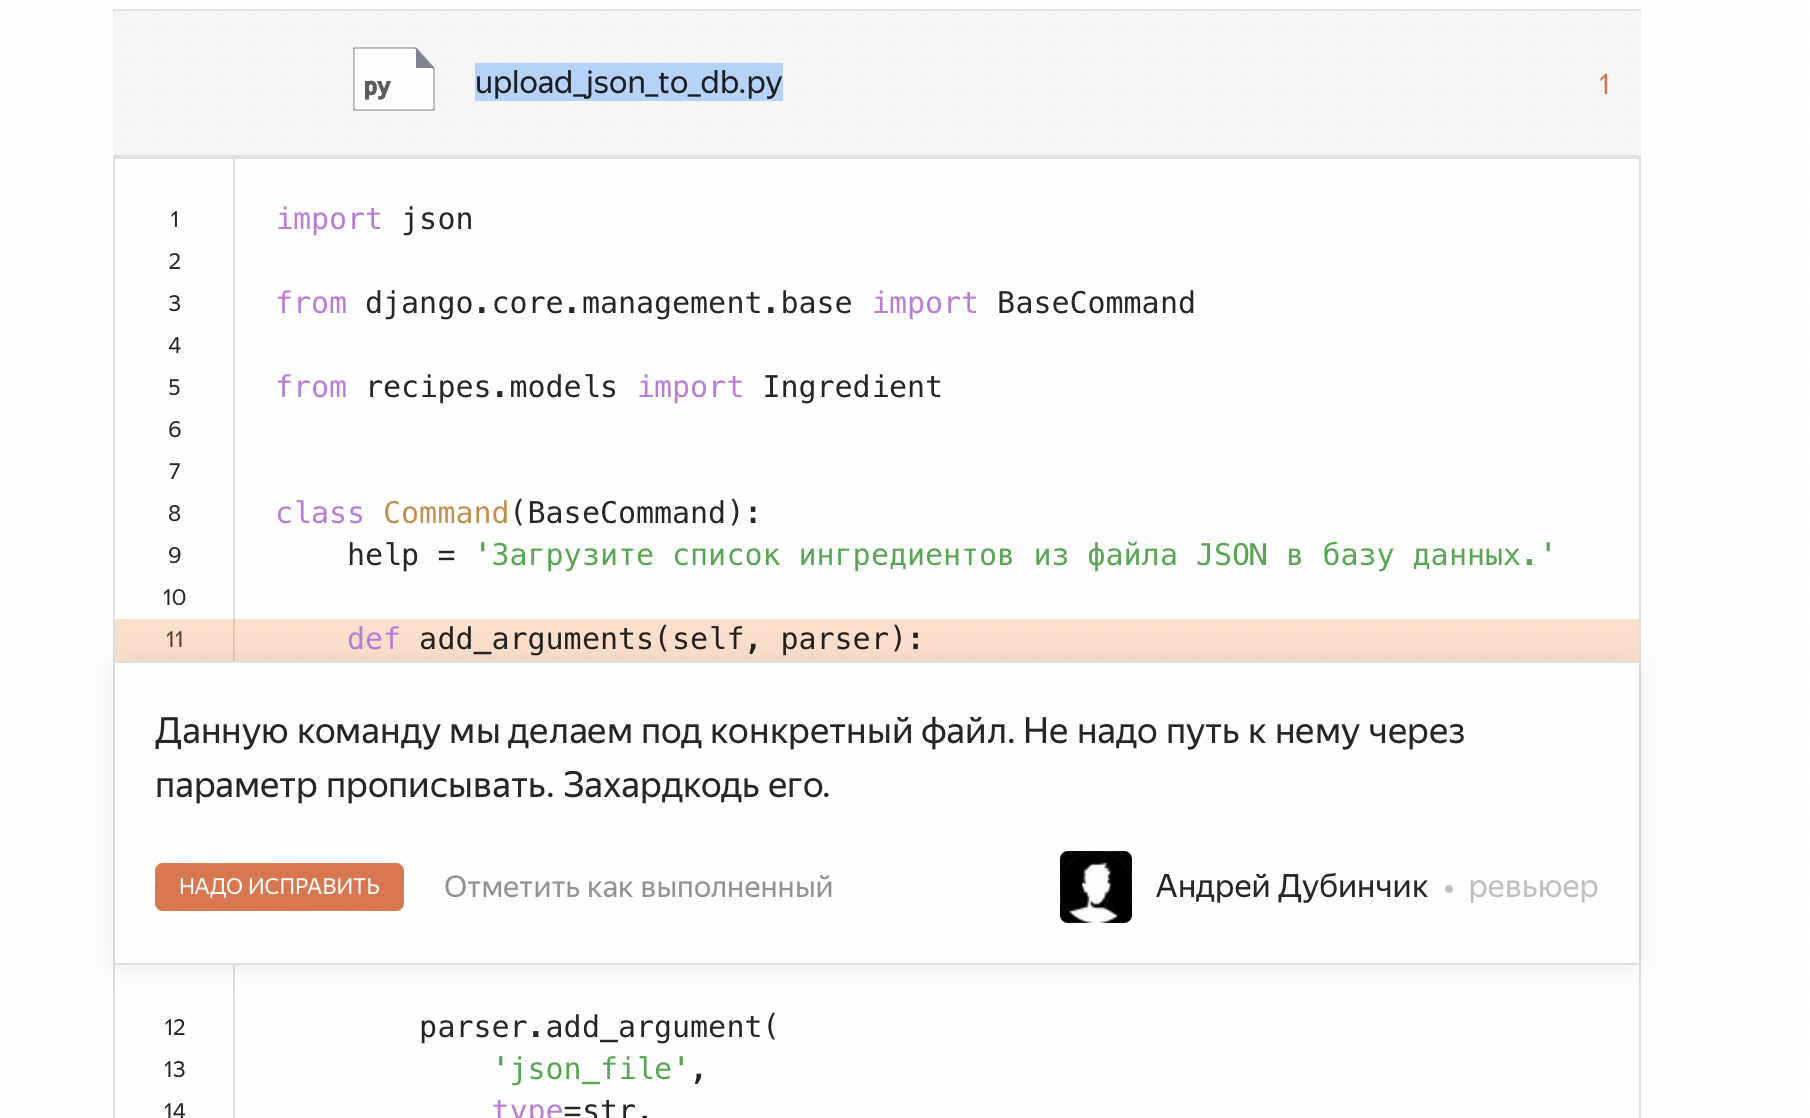 py
upload_json_to_db.py
1
1 import json
2
3 from django.core.management.base import BaseCommand
4
5 from recipes.models import Ingredient
6
7
8 class Command(BaseCommand):
9 help = 'Загрузите список ингредиентов из файла JSON в базу данных.'
10
11 def add_arguments(self, parser):
Данную команду мы делаем под конкретный файл. Не надо путь к нему через
параметр прописывать. Захардкодь его.
НАДО ИСПРАВИТЬ Отметить как выполненный Андрей Дубинчик • ревьюер
12 parser.add_argument(
13 'json_file',
14 type=str,